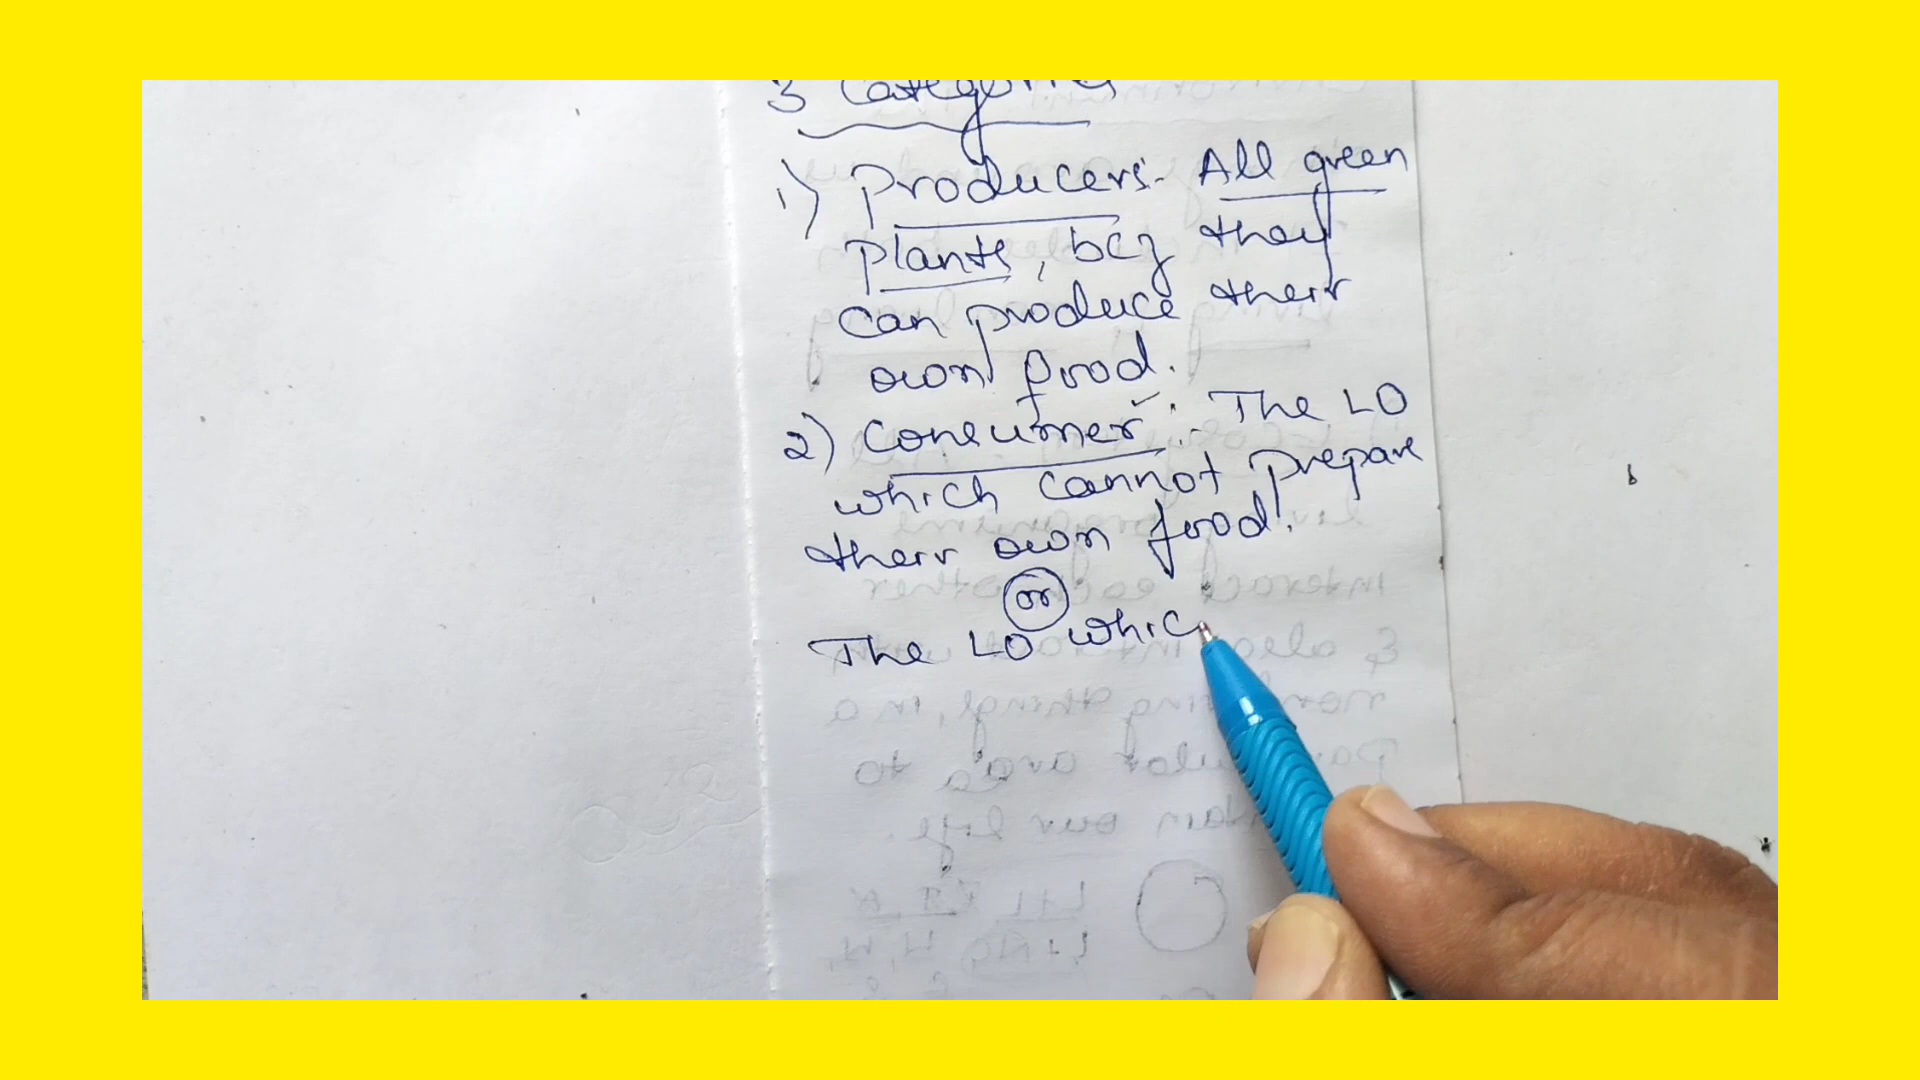 3 Categories
1) Producers:- All green
plants, bcz they
can produce their
own food.
2) Consumer:- The LO
which cannot prepare
their own food.
or
The LO whic